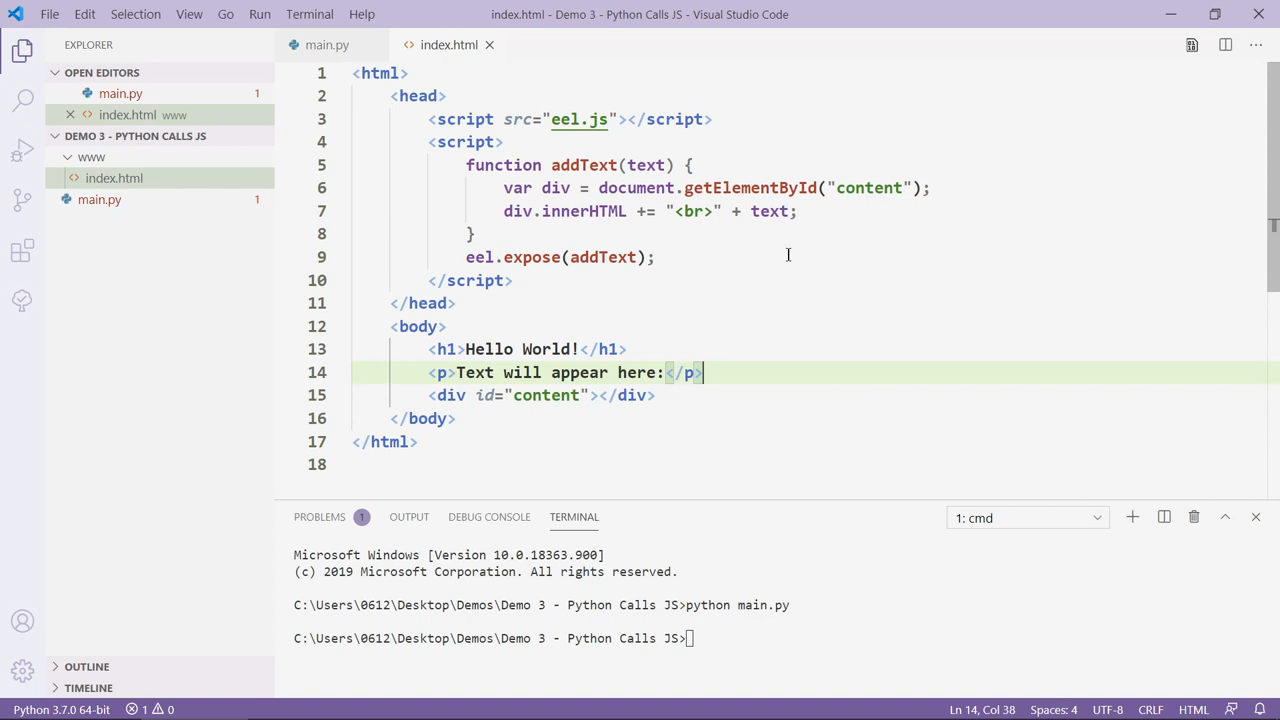 File Edit Selection View Go Run Terminal Help index.html - Demo 3 - Python Calls JS - Visual Studio Code
EXPLORER
OPEN EDITORS
main.py 1
index.html www
DEMO 3 - PYTHON CALLS JS
www
index.html
main.py 1
OUTLINE
TIMELINE
main.py index.html
1 <html>
2 <head>
3 <script src="eel.js"></script>
4 <script>
5 function addText(text) {
6 var div = document.getElementById("content");
7 div.innerHTML += "<br>" + text;
8 }
9 eel.expose(addText);
10 </script>
11 </head>
12 <body>
13 <h1>Hello World!</h1>
14 <p>Text will appear here:</p>
15 <div id="content"></div>
16 </body>
17 </html>
18
PROBLEMS 1 OUTPUT DEBUG CONSOLE TERMINAL 1: cmd
Microsoft Windows [Version 10.0.18363.900]
(c) 2019 Microsoft Corporation. All rights reserved.
C:\Users\0612\Desktop\Demos\Demo 3 - Python Calls JS>python main.py
C:\Users\0612\Desktop\Demos\Demo 3 - Python Calls JS>
Python 3.7.0 64-bit 1 0 Ln 14, Col 38 Spaces: 4 UTF-8 CRLF HTML